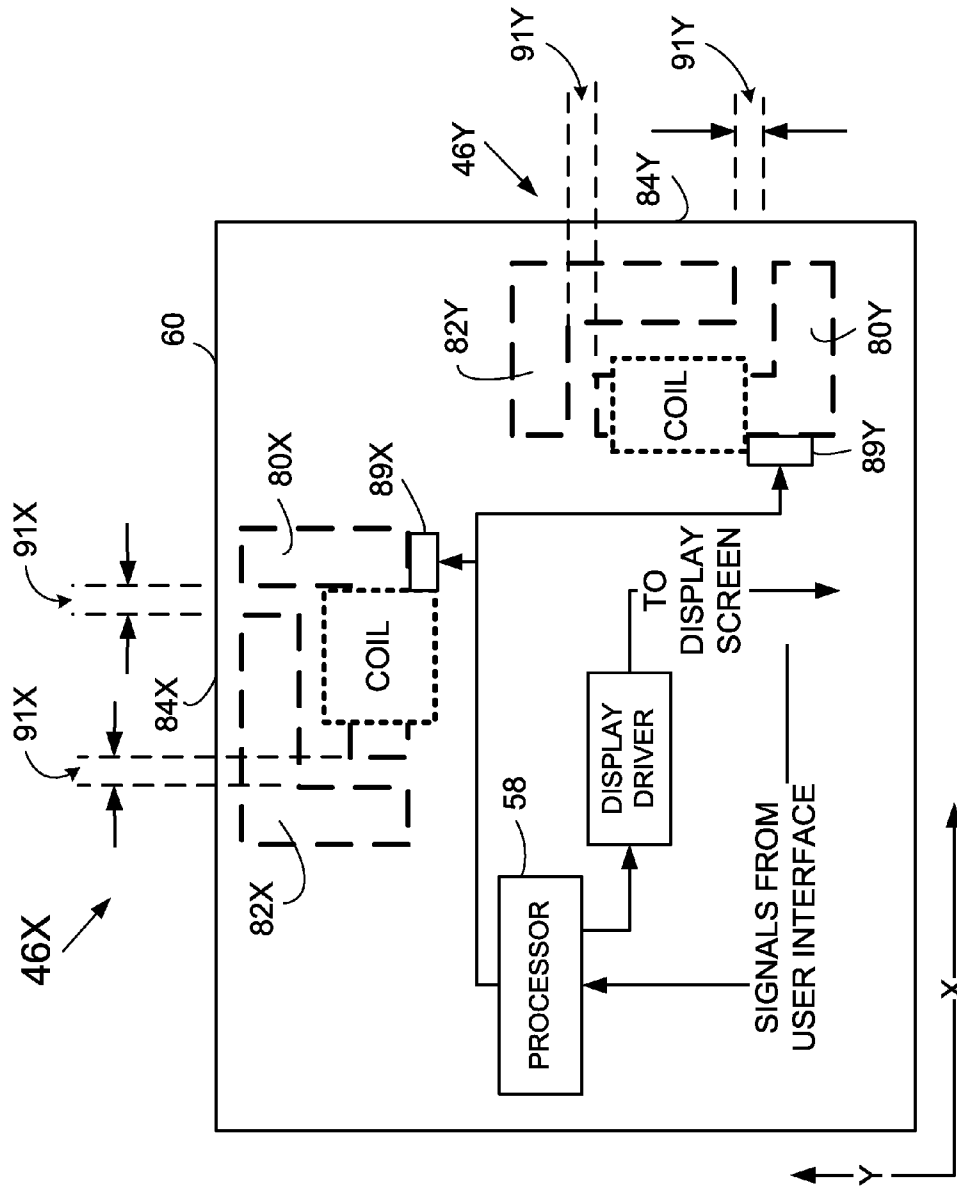 46X
91X
91X
84X
60
82X
80X
89X
COIL
46Y
91Y
91Y
84Y
82Y
80Y
89Y
COIL
58
PROCESSOR
DISPLAY
DRIVER
TO
DISPLAY
SCREEN
SIGNALS FROM
USER INTERFACE
Y
X